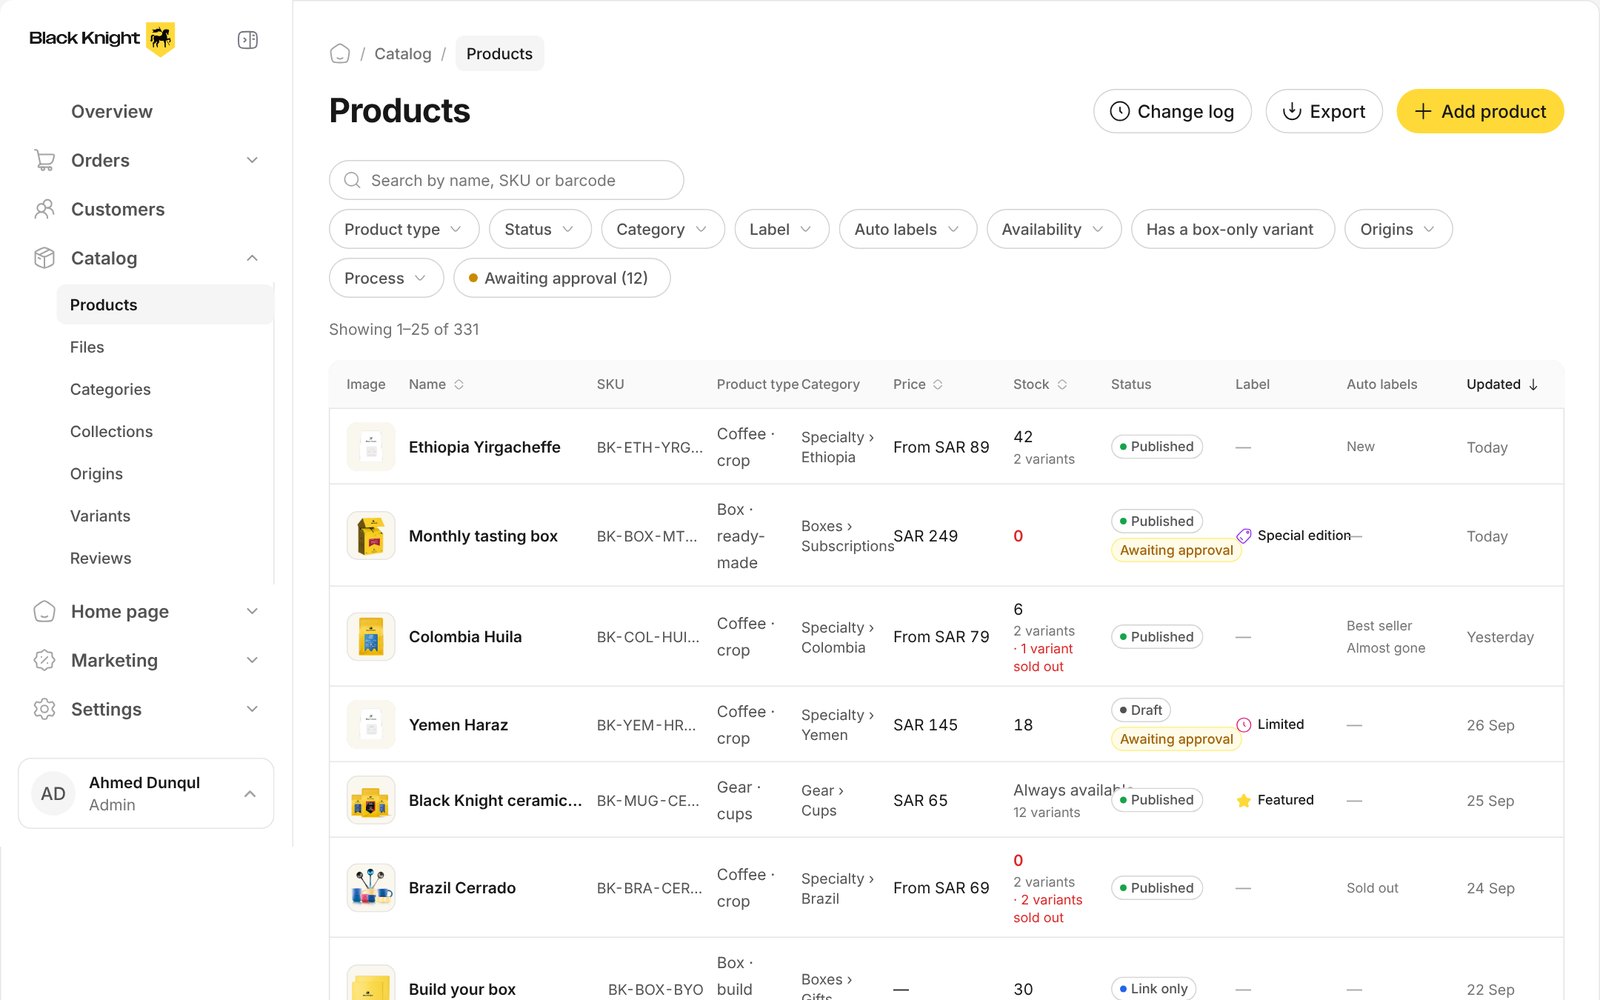 Black Knight
Overview
Orders
Customers
Catalog
Products
Files
Categories
Collections
Origins
Variants
Reviews
Home page
Marketing
Settings
AD
Ahmed Dunqul
Admin
/ Catalog / Products
Products
Change log
Export
Add product
Search by name, SKU or barcode
Product type
Status
Category
Label
Auto labels
Availability
Has a box-only variant
Origins
Process
Awaiting approval (12)
Showing 1–25 of 331
Image Name SKU Product type Category Price Stock Status Label Auto labels Updated
Ethiopia Yirgacheffe
BK-ETH-YRG...
Coffee ·
crop
Specialty ›
Ethiopia
From SAR 89
42
2 variants
Published
—
New
Today
Monthly tasting box
BK-BOX-MT...
Box ·
ready-
made
Boxes ›
Subscriptions
SAR 249
0
Published
Awaiting approval
Special edition
—
Today
Colombia Huila
BK-COL-HUI...
Coffee ·
crop
Specialty ›
Colombia
From SAR 79
6
2 variants
· 1 variant
sold out
Published
—
Best seller
Almost gone
Yesterday
Yemen Haraz
BK-YEM-HR...
Coffee ·
crop
Specialty ›
Yemen
SAR 145
18
Draft
Awaiting approval
Limited
—
26 Sep
Black Knight ceramic...
BK-MUG-CE...
Gear ·
cups
Gear ›
Cups
SAR 65
Always available
12 variants
Published
Featured
—
25 Sep
Brazil Cerrado
BK-BRA-CER...
Coffee ·
crop
Specialty ›
Brazil
From SAR 69
0
2 variants
· 2 variants
sold out
Published
—
Sold out
24 Sep
Build your box
BK-BOX-BYO
Box ·
build
Boxes ›
Gifts
—
30
Link only
—
—
22 Sep